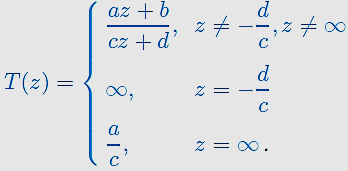 T(z) = { (az + b)/(cz + d), z ≠ −d/c, z ≠ ∞
∞, z = −d/c
a/c, z = ∞.